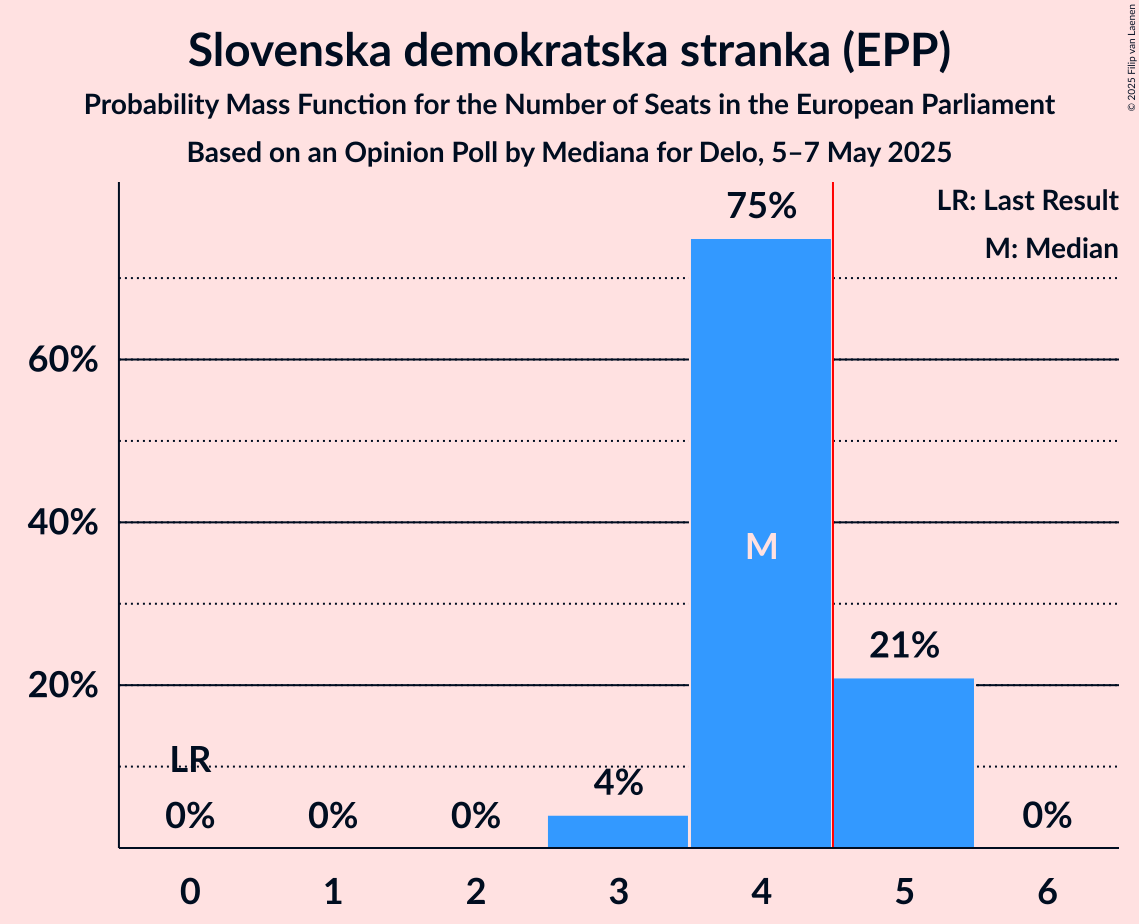 Slovenska demokratska stranka (EPP)
Probability Mass Function for the Number of Seats in the European Parliament
Based on an Opinion Poll by Mediana for Delo, 5–7 May 2025
© 2025 Filip van Laenen
LR: Last Result
M: Median
75%
60%
40%
M
21%
20%
LR
4%
0% 0% 0% 0%
0 1 2 3 4 5 6